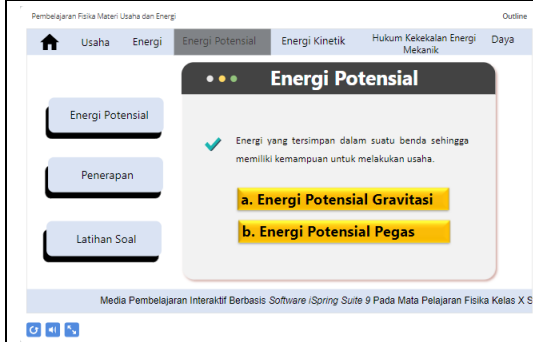 Pembelajaran Fisika Materi Usaha dan Energi
Outline
Usaha
Energi
Energi Potensial
Energi Kinetik
Hukum Kekekalan Energi
Mekanik
Daya
Energi Potensial
Energi Potensial
Penerapan
Latihan Soal
Energi yang tersimpan dalam suatu benda sehingga
memiliki kemampuan untuk melakukan usaha.
a. Energi Potensial Gravitasi
b. Energi Potensial Pegas
Media Pembelajaran Interaktif Berbasis Software iSpring Suite 9 Pada Mata Pelajaran Fisika Kelas X S